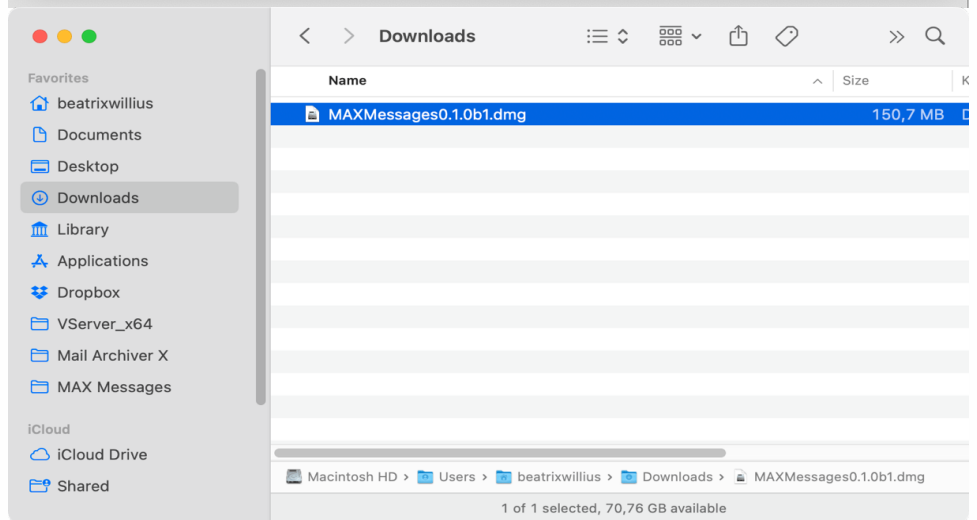 Downloads
Favorites
beatrixwillius
Documents
Desktop
Downloads
Library
Applications
Dropbox
VServer_x64
Mail Archiver X
MAX Messages
iCloud
iCloud Drive
Shared
Name Size K
MAXMessages0.1.0b1.dmg 150,7 MB D
Macintosh HD › Users › beatrixwillius › Downloads › MAXMessages0.1.0b1.dmg
1 of 1 selected, 70,76 GB available